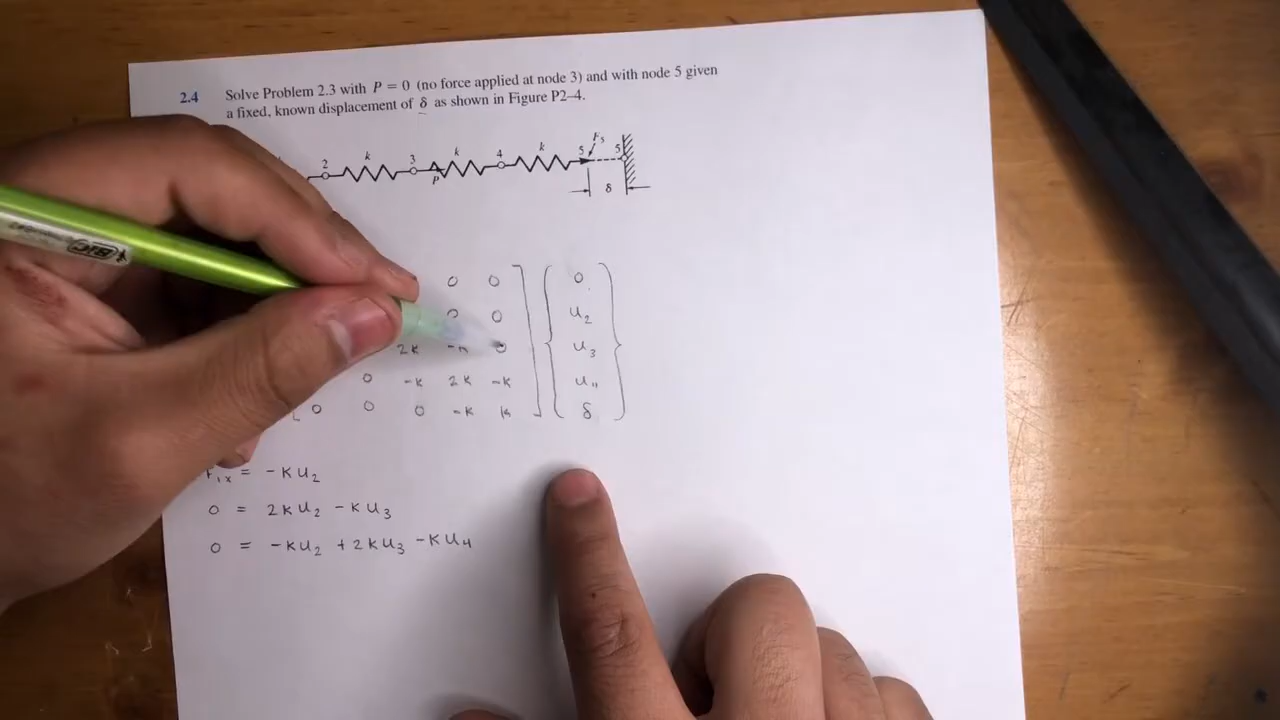 2.4 Solve Problem 2.3 with P = 0 (no force applied at node 3) and with node 5 given
a fixed, known displacement of δ as shown in Figure P2–4.
2 k 3 k 4 k 5 F₅ 5
P
δ
0 0 0
0 0 u₂
2K -K 0 u₃
0 -K 2K -K u₄
0 0 0 -K K δ
F₁ₓ = -KU₂
0 = 2KU₂ -KU₃
0 = -KU₂ +2KU₃ -KU₄
BIC